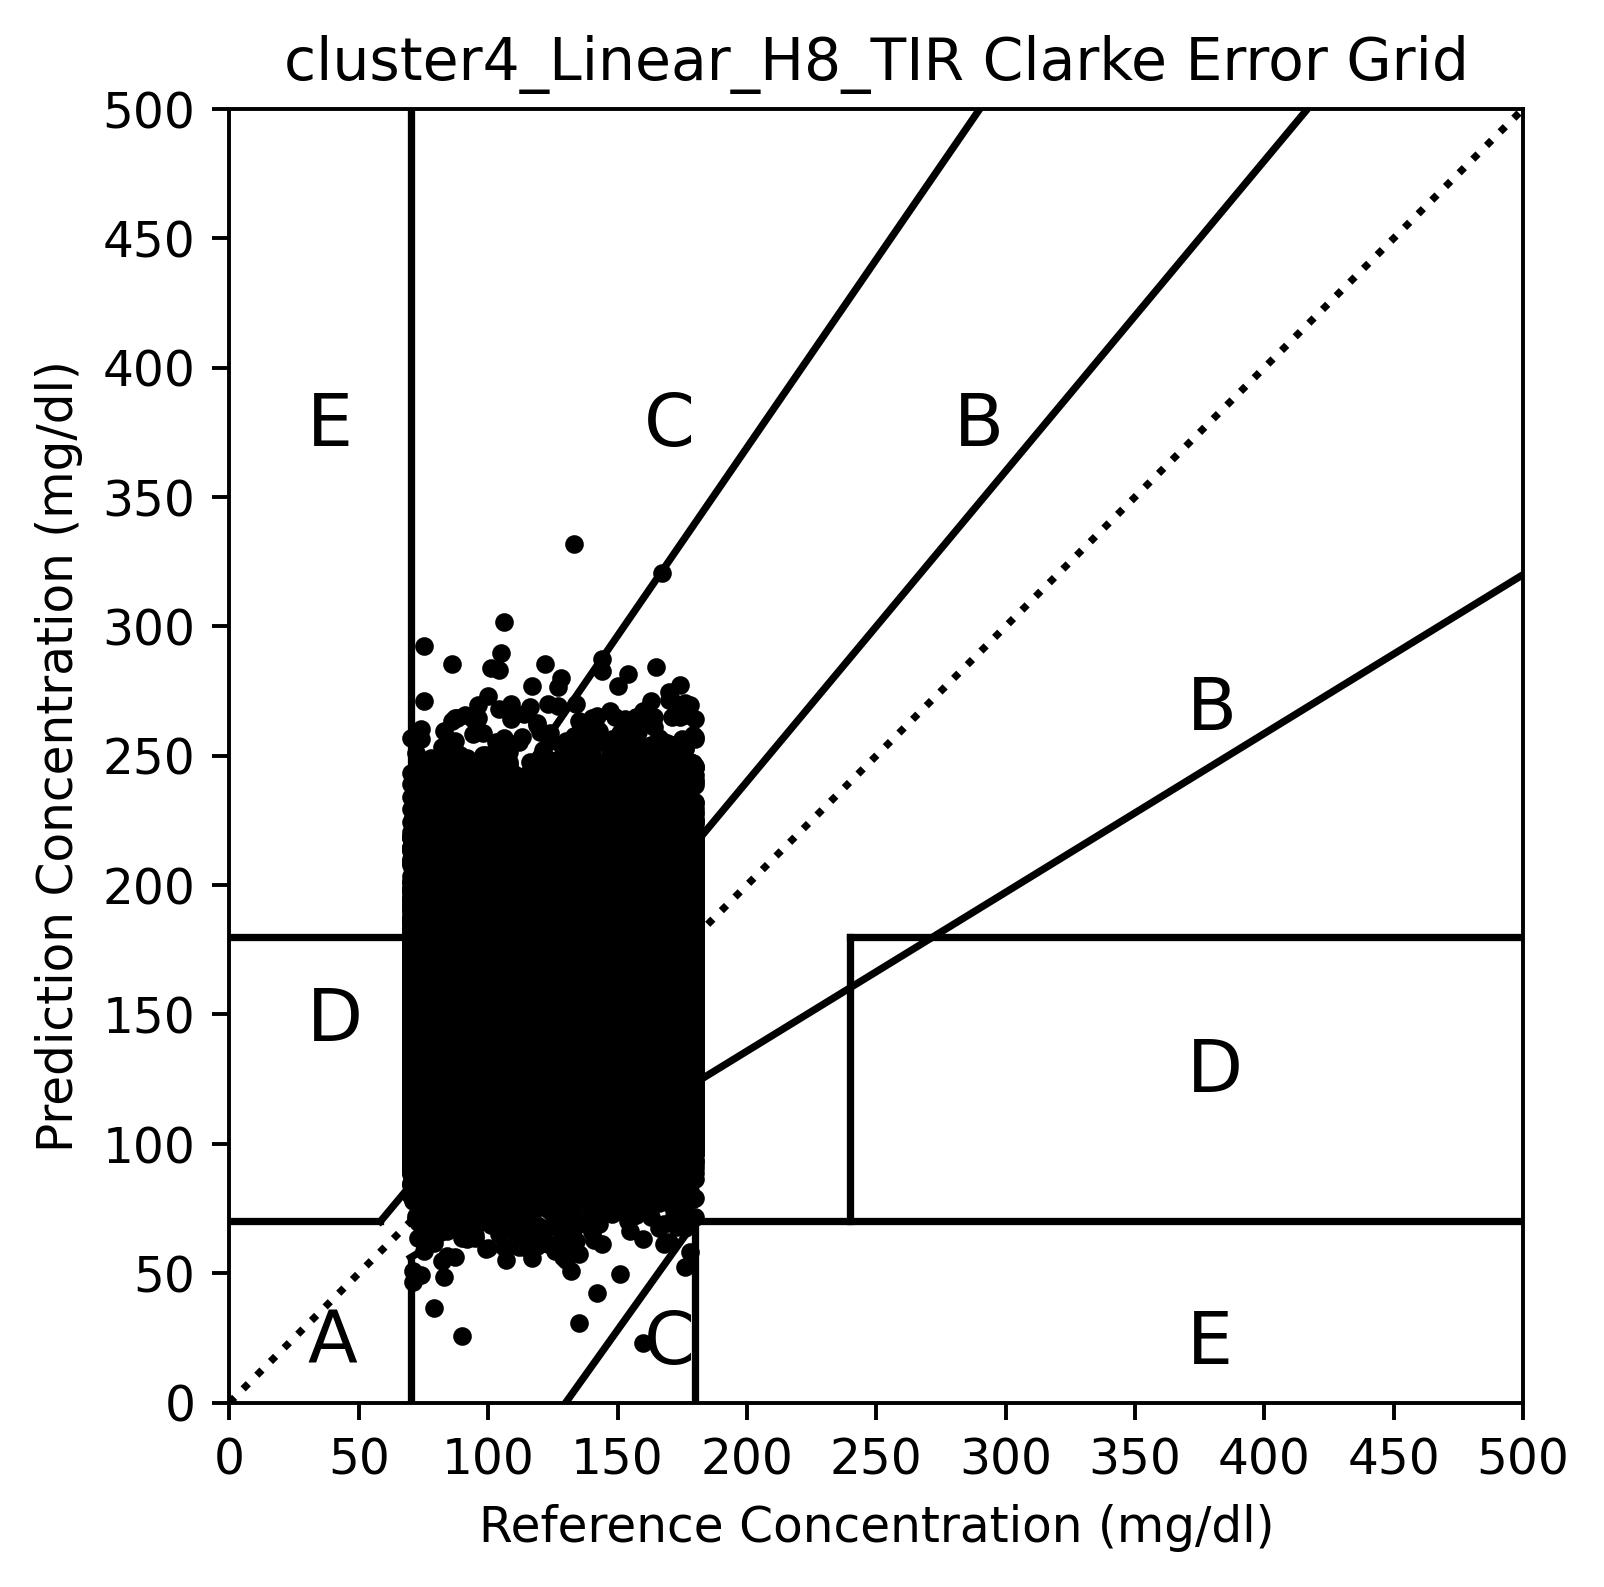 cluster4_Linear_H8_TIR Clarke Error Grid
500
450
400
350
300
250
200
150
100
50
0
Prediction Concentration (mg/dl)
E
C
B
B
D
D
A
C
E
0
50
100
150
200
250
300
350
400
450
500
Reference Concentration (mg/dl)